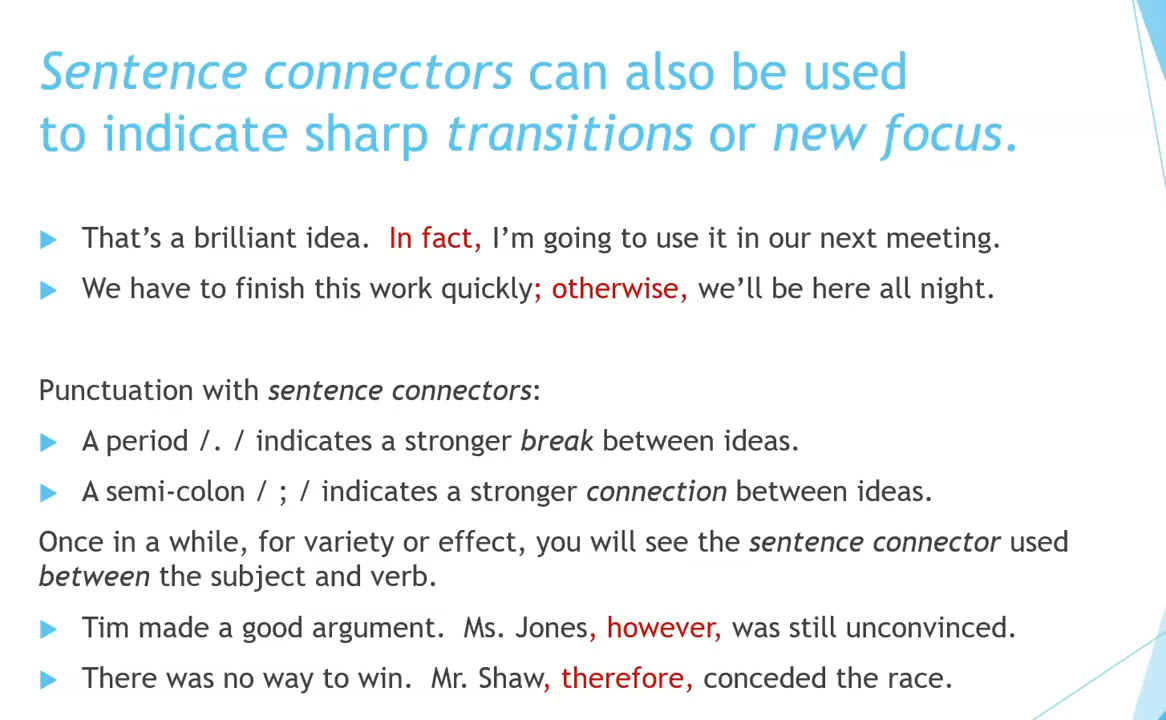 Sentence connectors can also be used
to indicate sharp transitions or new focus.
That’s a brilliant idea.  In fact, I’m going to use it in our next meeting.
We have to finish this work quickly; otherwise, we’ll be here all night.
Punctuation with sentence connectors:
A period /. / indicates a stronger break between ideas.
A semi-colon / ; / indicates a stronger connection between ideas.
Once in a while, for variety or effect, you will see the sentence connector used
between the subject and verb.
Tim made a good argument.  Ms. Jones, however, was still unconvinced.
There was no way to win.  Mr. Shaw, therefore, conceded the race.